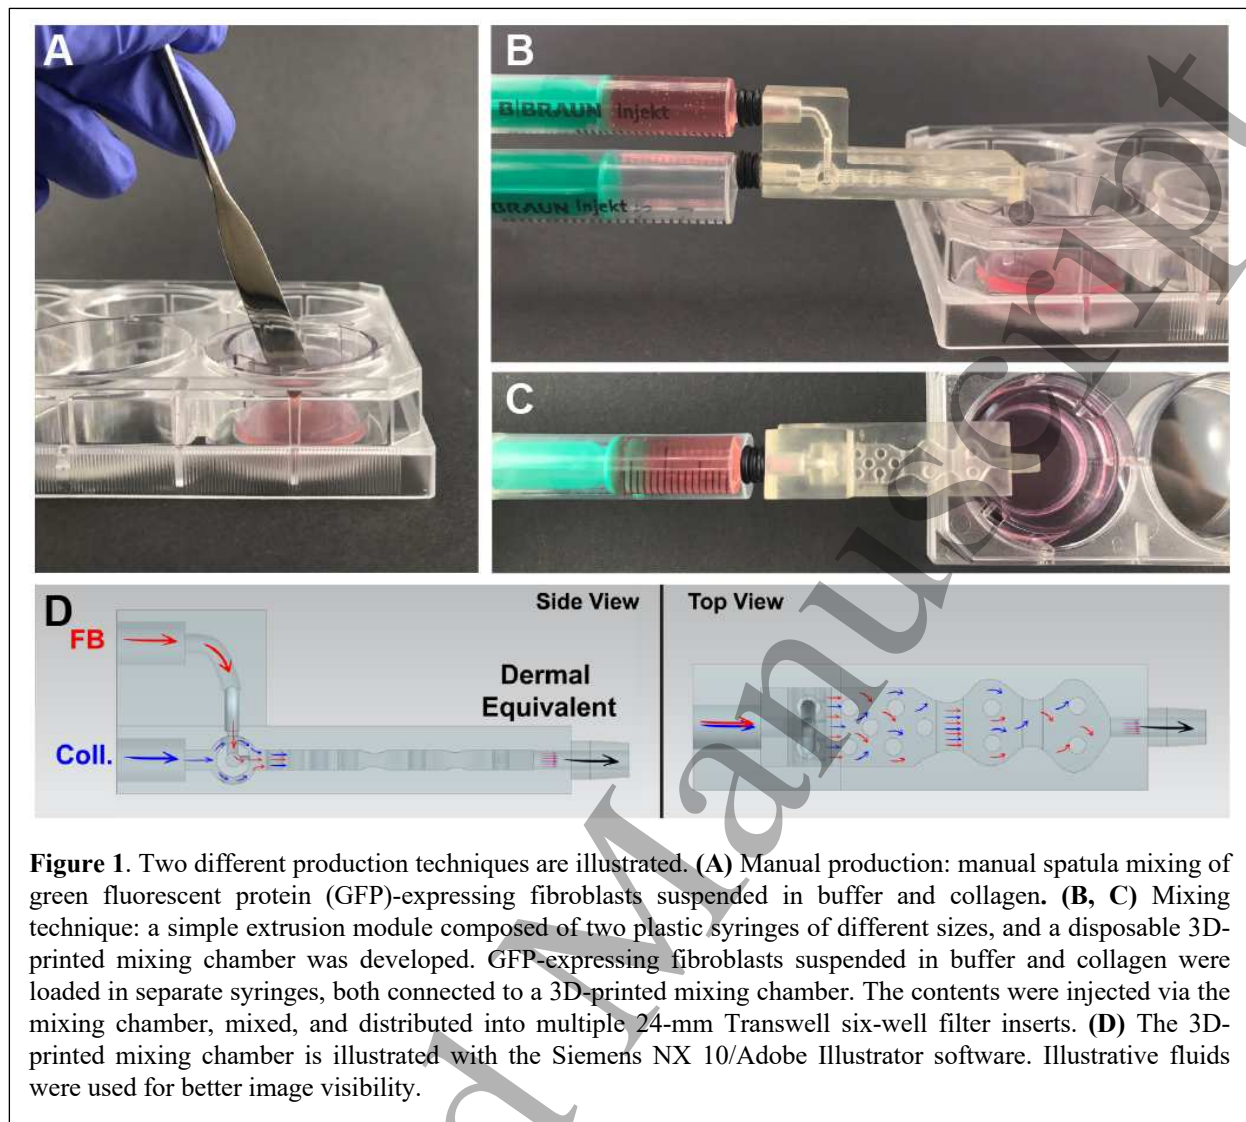 A
B
B|BRAUN Injekt
BRAUN Injekt
C
D
Side View
Top View
FB
Dermal
Equivalent
Coll.
Figure 1. Two different production techniques are illustrated. (A) Manual production: manual spatula mixing of
green fluorescent protein (GFP)-expressing fibroblasts suspended in buffer and collagen. (B, C) Mixing
technique: a simple extrusion module composed of two plastic syringes of different sizes, and a disposable 3D-
printed mixing chamber was developed. GFP-expressing fibroblasts suspended in buffer and collagen were
loaded in separate syringes, both connected to a 3D-printed mixing chamber. The contents were injected via the
mixing chamber, mixed, and distributed into multiple 24-mm Transwell six-well filter inserts. (D) The 3D-
printed mixing chamber is illustrated with the Siemens NX 10/Adobe Illustrator software. Illustrative fluids
were used for better image visibility.
d Manuscript